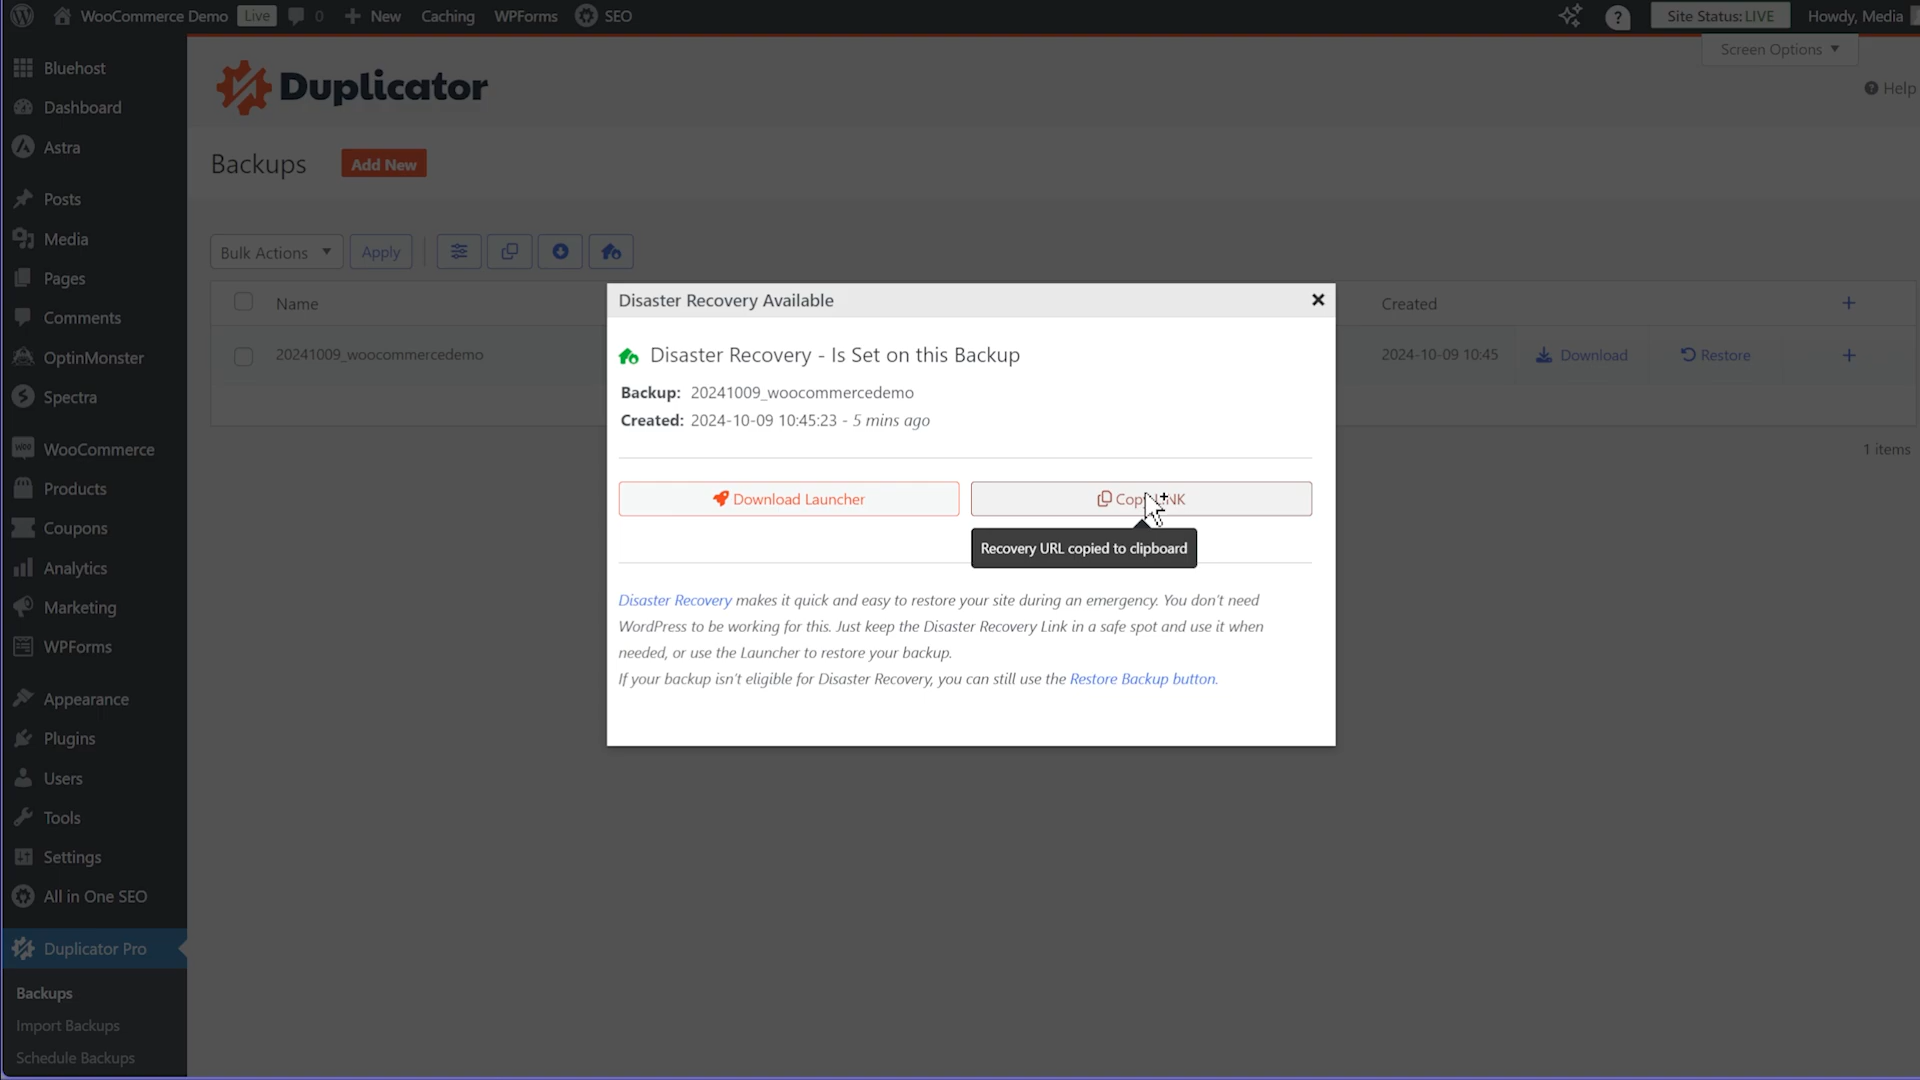 WooCommerce Demo Live 0 New Caching WPForms SEO ? Site Status: LIVE Howdy, Media
Screen Options
Bluehost
Dashboard
Astra
Posts
Media
Pages
Comments
OptinMonster
Spectra
WooCommerce
Products
Coupons
Analytics
Marketing
WPForms
Appearance
Plugins
Users
Tools
Settings
All in One SEO
Duplicator Pro
Backups
Import Backups
Schedule Backups
Duplicator
Help
Backups Add New
Bulk Actions Apply
Name Created
20241009_woocommercedemo 2024-10-09 10:45 Download Restore
1 items
Disaster Recovery Available
Disaster Recovery - Is Set on this Backup
Backup: 20241009_woocommercedemo
Created: 2024-10-09 10:45:23 - 5 mins ago
Download Launcher
Copy LINK
Recovery URL copied to clipboard
Disaster Recovery makes it quick and easy to restore your site during an emergency. You don't need
WordPress to be working for this. Just keep the Disaster Recovery Link in a safe spot and use it when
needed, or use the Launcher to restore your backup.
If your backup isn't eligible for Disaster Recovery, you can still use the Restore Backup button.